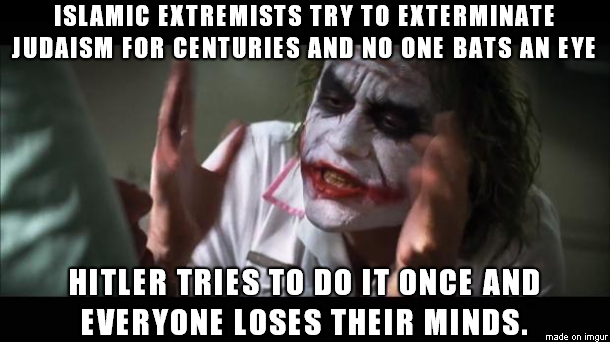 ISLAMIC EXTREMISTS TRY TO EXTERMINATE
JUDAISM FOR CENTURIES AND NO ONE BATS AN EYE
HITLER TRIES TO DO IT ONCE AND
EVERYONE LOSES THEIR MINDS.
made on imgur